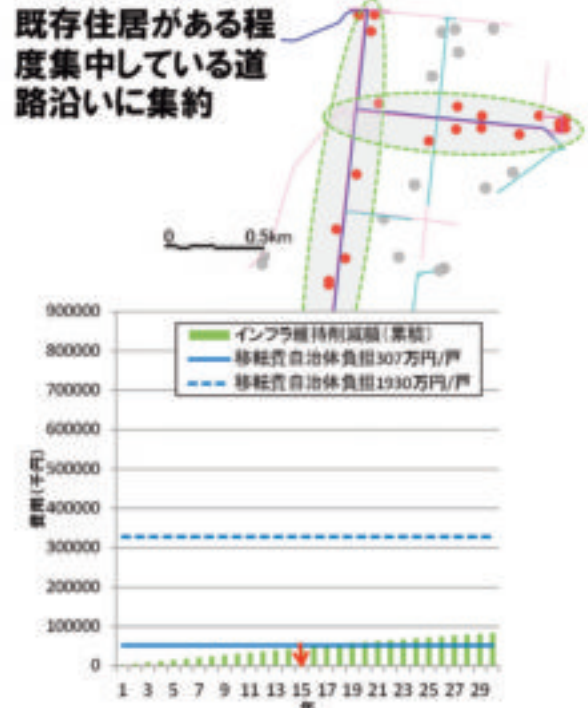 既存住居がある程
度集中している道
路沿いに集約
0 0.5km
900000
800000
700000
600000
500000
400000
300000
200000
100000
0
インフラ維持削減額(累積)
移転費自治体負担307万円/戸
移転費自治体負担1930万円/戸
費用(千円)
1 3 5 7 9 11 13 15 17 19 21 23 25 27 29
年